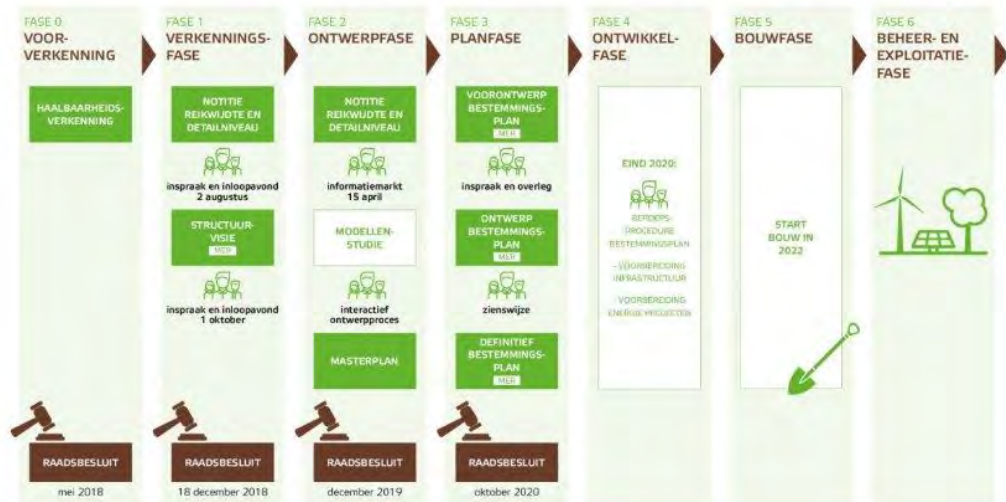 FASE 0
VOOR-
VERKENNING
HAALBAARHEIDS-
VERKENNING
RAADSBESLUIT
mei 2018
FASE 1
VERKENNINGS-
FASE
NOTITIE
REIKWIJDTE EN
DETAILNIVEAU
inspraak en inloopavond
2 augustus
STRUCTUUR-
VISIE
MER
inspraak en inloopavond
1 oktober
RAADSBESLUIT
18 december 2018
FASE 2
ONTWERPFASE
NOTITIE
REIKWIJDTE EN
DETAILNIVEAU
informatiemarkt
15 april
MODELLEN-
STUDIE
interactief
ontwerpproces
MASTERPLAN
RAADSBESLUIT
december 2019
FASE 3
PLANFASE
VOORONTWERP
BESTEMMINGS-
PLAN
MER
inspraak en overleg
ONTWERP
BESTEMMINGS-
PLAN
MER
zienswijze
DEFINITIEF
BESTEMMINGS-
PLAN
MER
RAADSBESLUIT
oktober 2020
FASE 4
ONTWIKKEL-
FASE
EIND 2020:
BEROEPS-
PROCEDURE
BESTEMMINGSPLAN
- VOORBEREIDING
INFRASTRUCTUUR
- VOORBEREIDING
ENERGIE PROJECTEN
FASE 5
BOUWFASE
START
BOUW IN
2022
FASE 6
BEHEER- EN
EXPLOITATIE-
FASE